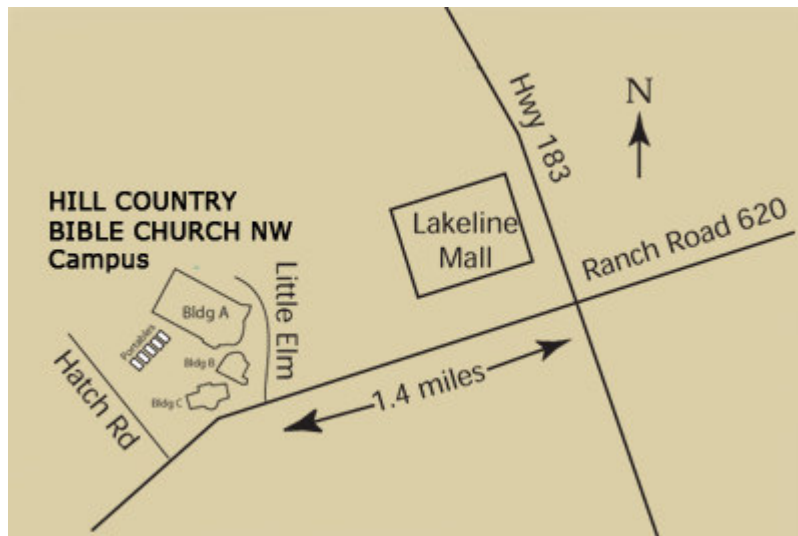 Hwy 183
N
HILL COUNTRY
BIBLE CHURCH NW
Campus
Lakeline
Mall
Ranch Road 620
Little Elm
Bldg A
Portables
Bldg B
Bldg C
Hatch Rd
1.4 miles